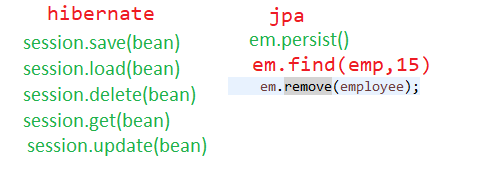 hibernate
session.save(bean)
session.load(bean)
session.delete(bean)
session.get(bean)
session.update(bean)
jpa
em.persist()
em.find(emp,15)
em.remove(employee);